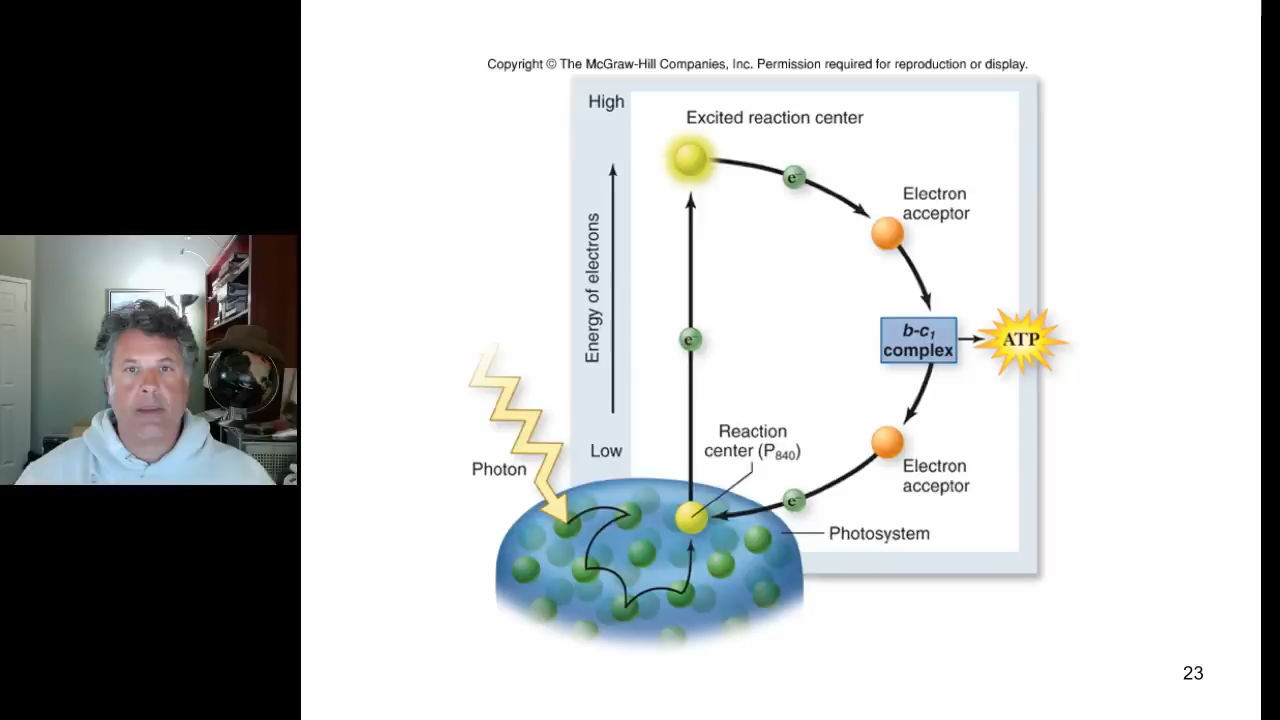 Copyright © The McGraw-Hill Companies, Inc. Permission required for reproduction or display.
High
Excited reaction center
e⁻
Electron
acceptor
Energy of electrons
e⁻
b-c₁
complex
ATP
Reaction
center (P₈₄₀)
Low
Photon
Electron
acceptor
e⁻
Photosystem
23